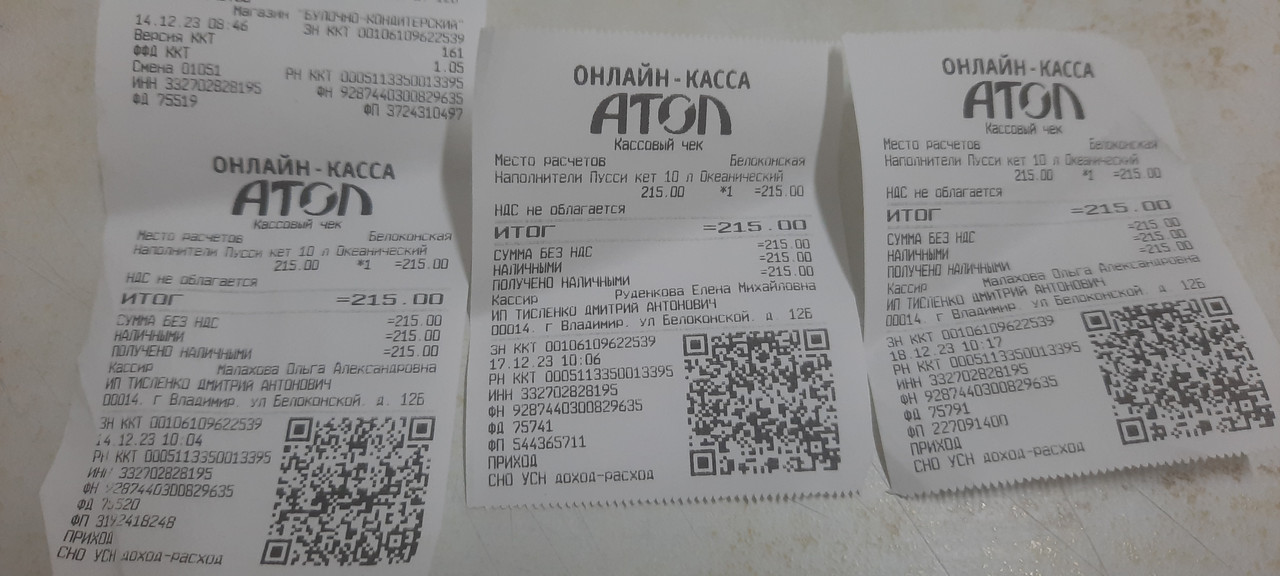 Магазин "БУЛОЧНО-КОНДИТЕРСКИЙ"
14.12.23 08:46 ЗН ККТ 00106109622539
Версия ККТ 161
ФФД ККТ 1.05
Смена 01051 РН ККТ 0005113350013395
ИНН 332702828195 ФН 9287440300829635
ФД 75519 ФП 3724310497
ОНЛАЙН-КАССА
АТОЛ
Кассовый чек
Место расчетов Белоконская
Наполнители Пусси кет 10 л Океанический
215.00 *1 =215.00
НДС не облагается
ИТОГ =215.00
СУММА БЕЗ НДС =215.00
НАЛИЧНЫМИ =215.00
ПОЛУЧЕНО НАЛИЧНЫМИ =215.00
Кассир Малахова Ольга Александровна
ИП ТИСЛЕНКО ДМИТРИЙ АНТОНОВИЧ
00014. г Владимир. ул Белоконской. д. 12Б
ЗН ККТ 00106109622539
14.12.23 10:04
РН ККТ 0005113350013395
ИНН 332702828195
ФН 9287440300829635
ФД 75520
ФП 3192418248
ПРИХОД
СНО УСН доход-расход
ОНЛАЙН-КАССА
АТОЛ
Кассовый чек
Место расчетов Белоконская
Наполнители Пусси кет 10 л Океанический
215.00 *1 =215.00
НДС не облагается
ИТОГ =215.00
СУММА БЕЗ НДС =215.00
НАЛИЧНЫМИ =215.00
ПОЛУЧЕНО НАЛИЧНЫМИ =215.00
Кассир Руденкова Елена Михайловна
ИП ТИСЛЕНКО ДМИТРИЙ АНТОНОВИЧ
00014. г Владимир. ул Белоконской. д. 12Б
ЗН ККТ 00106109622539
17.12.23 10:06
РН ККТ 0005113350013395
ИНН 332702828195
ФН 9287440300829635
ФД 75741
ФП 544365711
ПРИХОД
СНО УСН доход-расход
ОНЛАЙН-КАССА
АТОЛ
Кассовый чек
Место расчетов Белоконская
Наполнители Пусси кет 10 л Океанический
215.00 *1 =215.00
НДС не облагается
ИТОГ =215.00
СУММА БЕЗ НДС =215.00
НАЛИЧНЫМИ =215.00
ПОЛУЧЕНО НАЛИЧНЫМИ =215.00
Кассир Малахова Ольга Александровна
ИП ТИСЛЕНКО ДМИТРИЙ АНТОНОВИЧ
00014. г Владимир. ул Белоконской. д. 12Б
ЗН ККТ 00106109622539
18.12.23 10:17
РН ККТ 0005113350013395
ИНН 332702828195
ФН 9287440300829635
ФД 75791
ФП 227091400
ПРИХОД
СНО УСН доход-расход